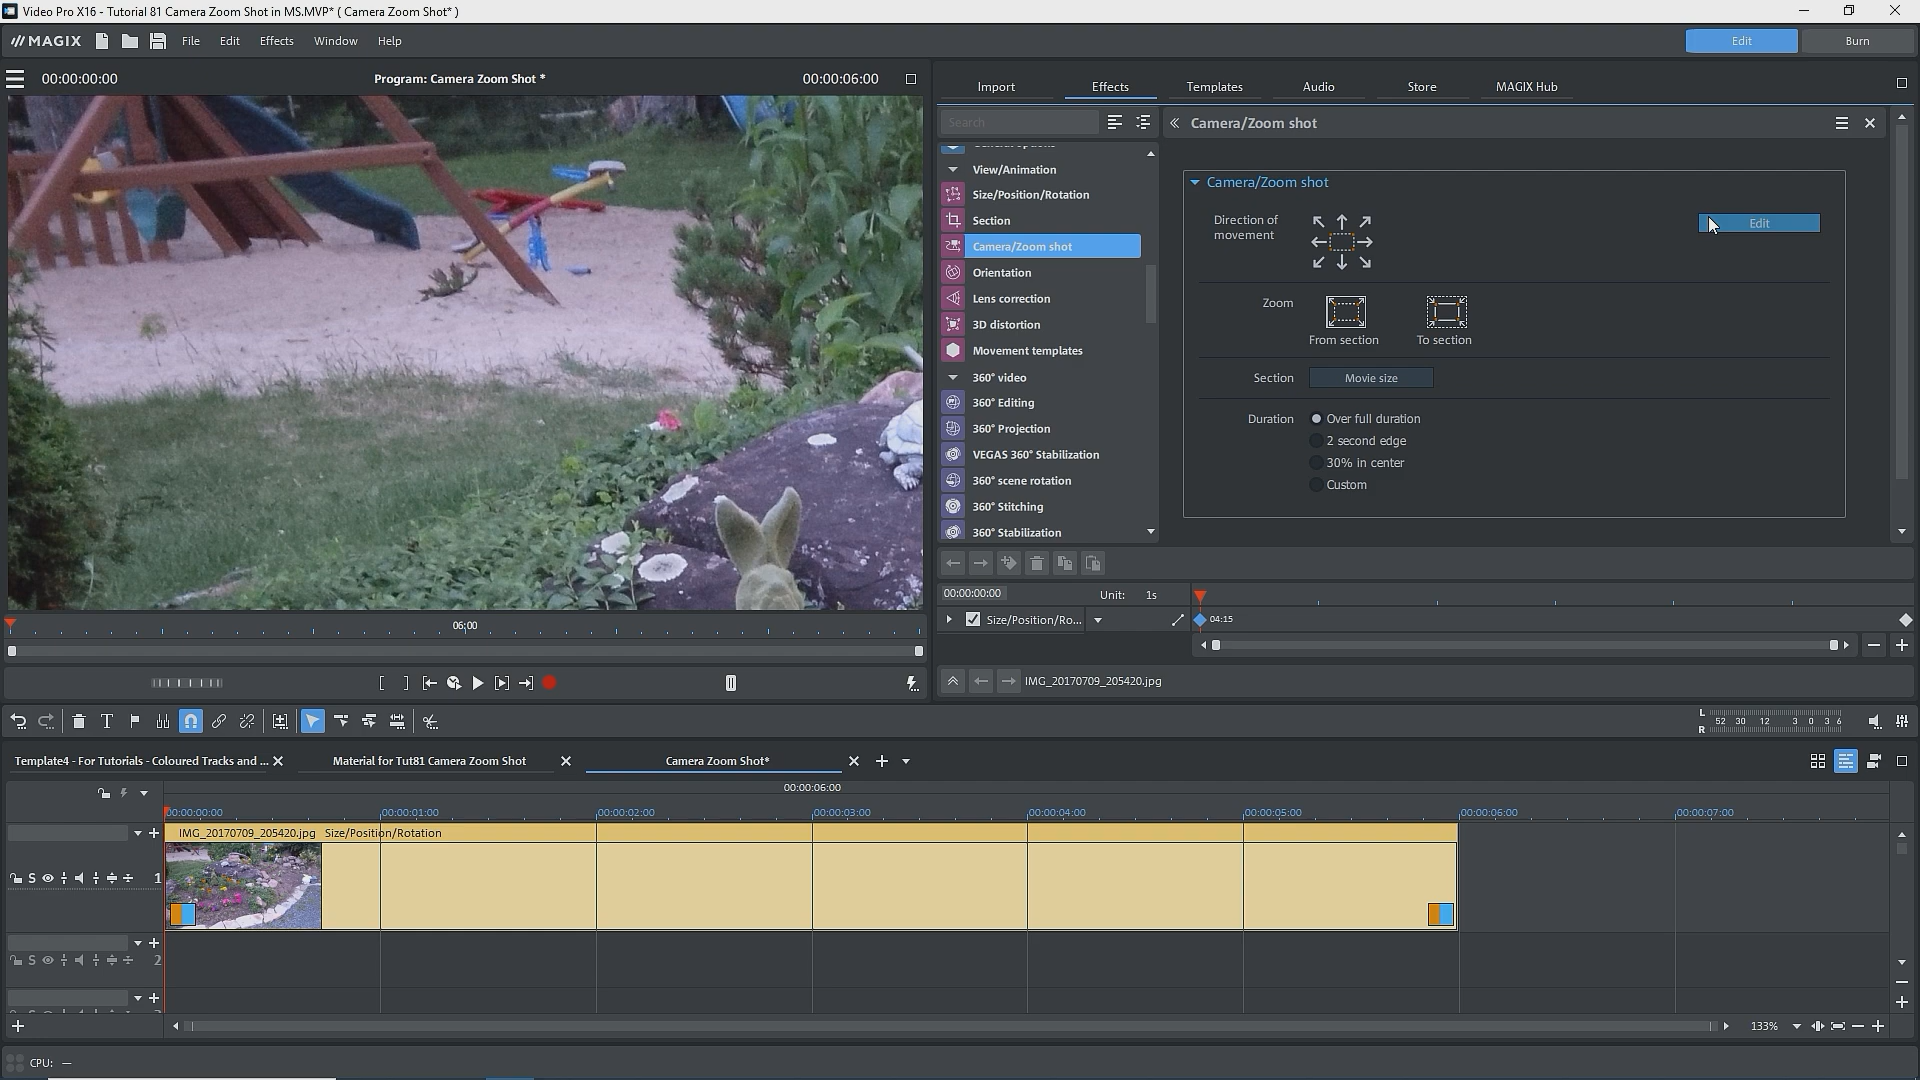 Video Pro X16 - Tutorial 81 Camera Zoom Shot in MS.MVP* ( Camera Zoom Shot* )
MAGIX File Edit Effects Window Help Edit Burn
00:00:00:00 Program: Camera Zoom Shot * 00:00:06:00
Import Effects Templates Audio Store MAGIX Hub
Search
Camera/Zoom shot
View/Animation
Size/Position/Rotation
Section
Camera/Zoom shot
Orientation
Lens correction
3D distortion
Movement templates
360° video
360° Editing
360° Projection
VEGAS 360° Stabilization
360° scene rotation
360° Stitching
360° Stabilization
Camera/Zoom shot
Direction of
movement
Edit
Zoom
From section To section
Section Movie size
Duration Over full duration
2 second edge
30% in center
Custom
00:00:00:00 Unit: 1s
Size/Position/Ro... 04:15
06:00
IMG_20170709_205420.jpg
L
52 30 12 3 0 3 6
R
Template4 - For Tutorials - Coloured Tracks and ... Material for Tut81 Camera Zoom Shot Camera Zoom Shot*
00:00:06:00
00:00:00:00 00:00:01:00 00:00:02:00 00:00:03:00 00:00:04:00 00:00:05:00 00:00:06:00 00:00:07:00
IMG_20170709_205420.jpg Size/Position/Rotation
S 1
S 2
133%
CPU: —